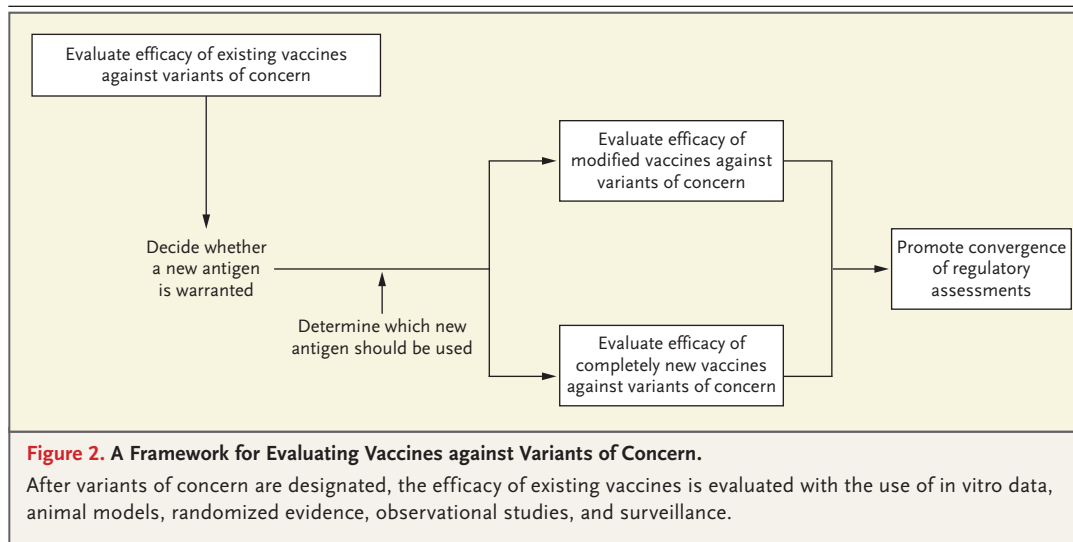 Evaluate efficacy of existing vaccines
against variants of concern
Decide whether
a new antigen
is warranted
Determine which new
antigen should be used
Evaluate efficacy of
modified vaccines against
variants of concern
Evaluate efficacy of
completely new vaccines
against variants of concern
Promote convergence
of regulatory
assessments
Figure 2. A Framework for Evaluating Vaccines against Variants of Concern.
After variants of concern are designated, the efficacy of existing vaccines is evaluated with the use of in vitro data,
animal models, randomized evidence, observational studies, and surveillance.